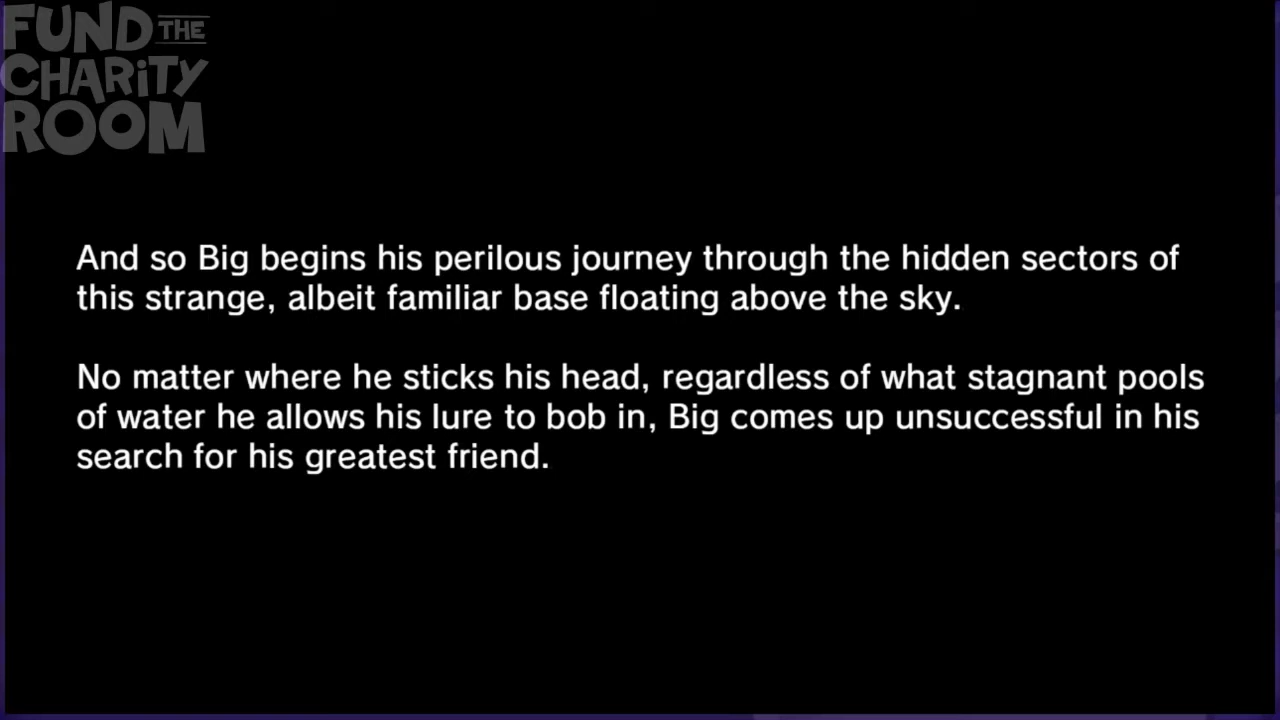 FUND THE
CHARITY
ROOM
And so Big begins his perilous journey through the hidden sectors of
this strange, albeit familiar base floating above the sky.
No matter where he sticks his head, regardless of what stagnant pools
of water he allows his lure to bob in, Big comes up unsuccessful in his
search for his greatest friend.